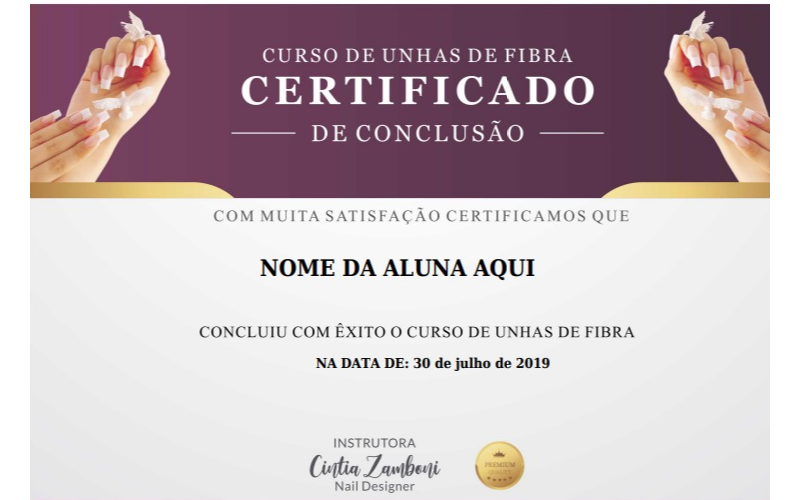 CURSO DE UNHAS DE FIBRA
CERTIFICADO
DE CONCLUSÃO
COM MUITA SATISFAÇÃO CERTIFICAMOS QUE
NOME DA ALUNA AQUI
CONCLUIU COM ÊXITO O CURSO DE UNHAS DE FIBRA
NA DATA DE: 30 de julho de 2019
INSTRUTORA
Cintia Zamboni
Nail Designer
PREMIUM
QUALITY